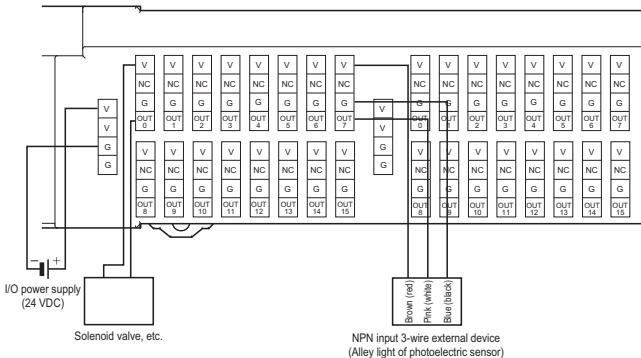 V V V V V V V V V V V V V V V V
NC NC NC NC NC NC NC NC NC NC NC NC NC NC NC NC
G G G G G G G G G G G G G G G G
OUT 0 OUT 1 OUT 2 OUT 3 OUT 4 OUT 5 OUT 6 OUT 7 OUT 0 OUT 1 OUT 2 OUT 3 OUT 4 OUT 5 OUT 6 OUT 7
V V
V V
G G
G G
V V V V V V V V V V V V V V V V
NC NC NC NC NC NC NC NC NC NC NC NC NC NC NC NC
G G G G G G G G G G G G G G G G
OUT 8 OUT 9 OUT 10 OUT 11 OUT 12 OUT 13 OUT 14 OUT 15 OUT 8 OUT 9 OUT 10 OUT 11 OUT 12 OUT 13 OUT 14 OUT 15
− +
I/O power supply
(24 VDC)
Solenoid valve, etc.
Brown (red)
Pink (white)
Blue (black)
NPN input 3-wire external device
(Alley light of photoelectric sensor)